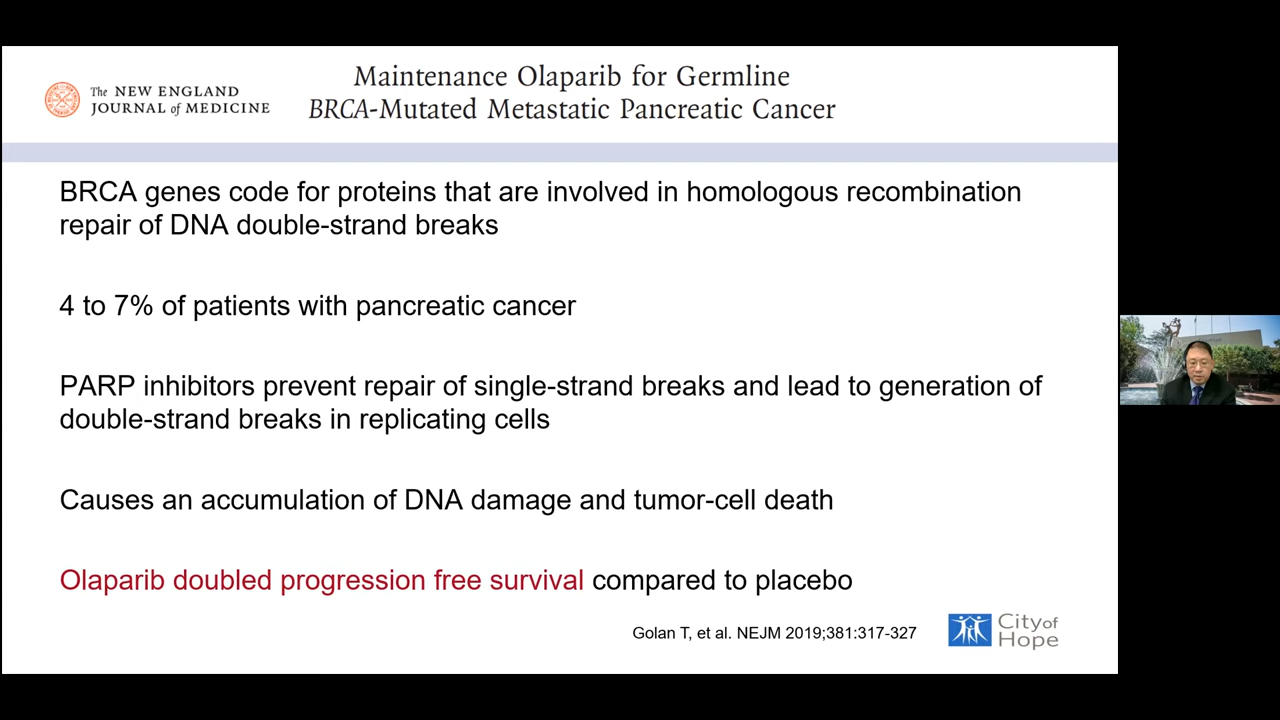 The NEW ENGLAND
JOURNAL of MEDICINE
Maintenance Olaparib for Germline
BRCA-Mutated Metastatic Pancreatic Cancer
BRCA genes code for proteins that are involved in homologous recombination
repair of DNA double-strand breaks
4 to 7% of patients with pancreatic cancer
PARP inhibitors prevent repair of single-strand breaks and lead to generation of
double-strand breaks in replicating cells
Causes an accumulation of DNA damage and tumor-cell death
Olaparib doubled progression free survival compared to placebo
Golan T, et al. NEJM 2019;381:317-327
City of
Hope